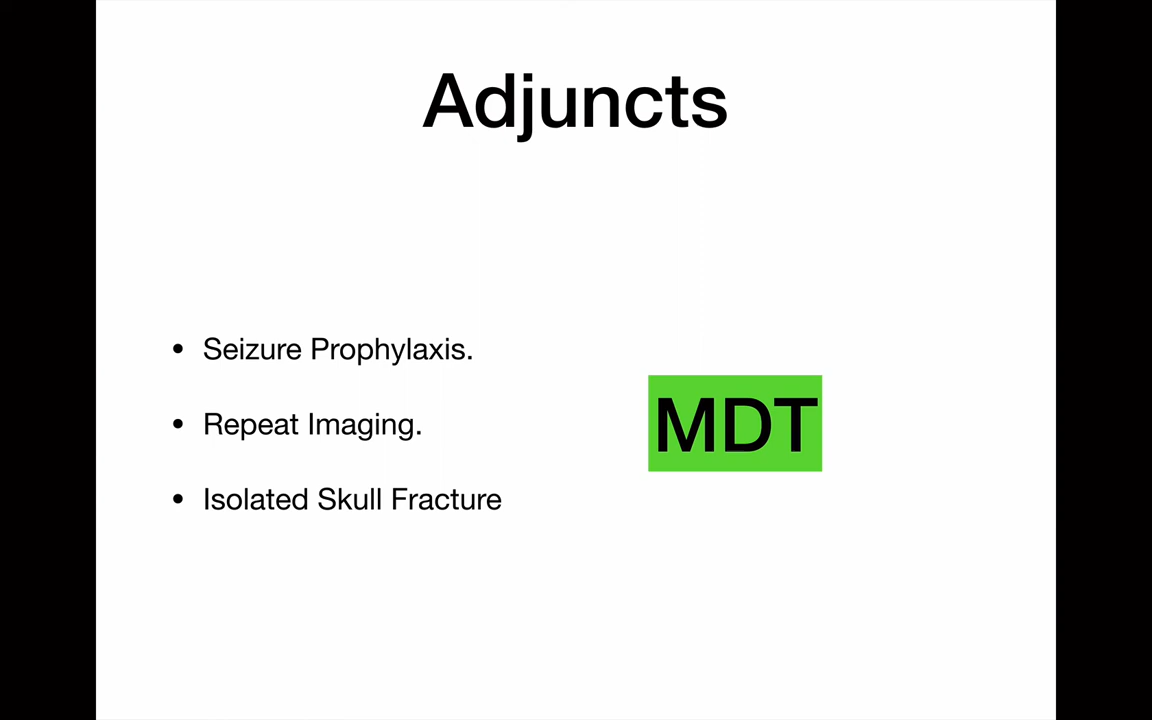 Adjuncts
• Seizure Prophylaxis.
• Repeat Imaging.
• Isolated Skull Fracture
MDT